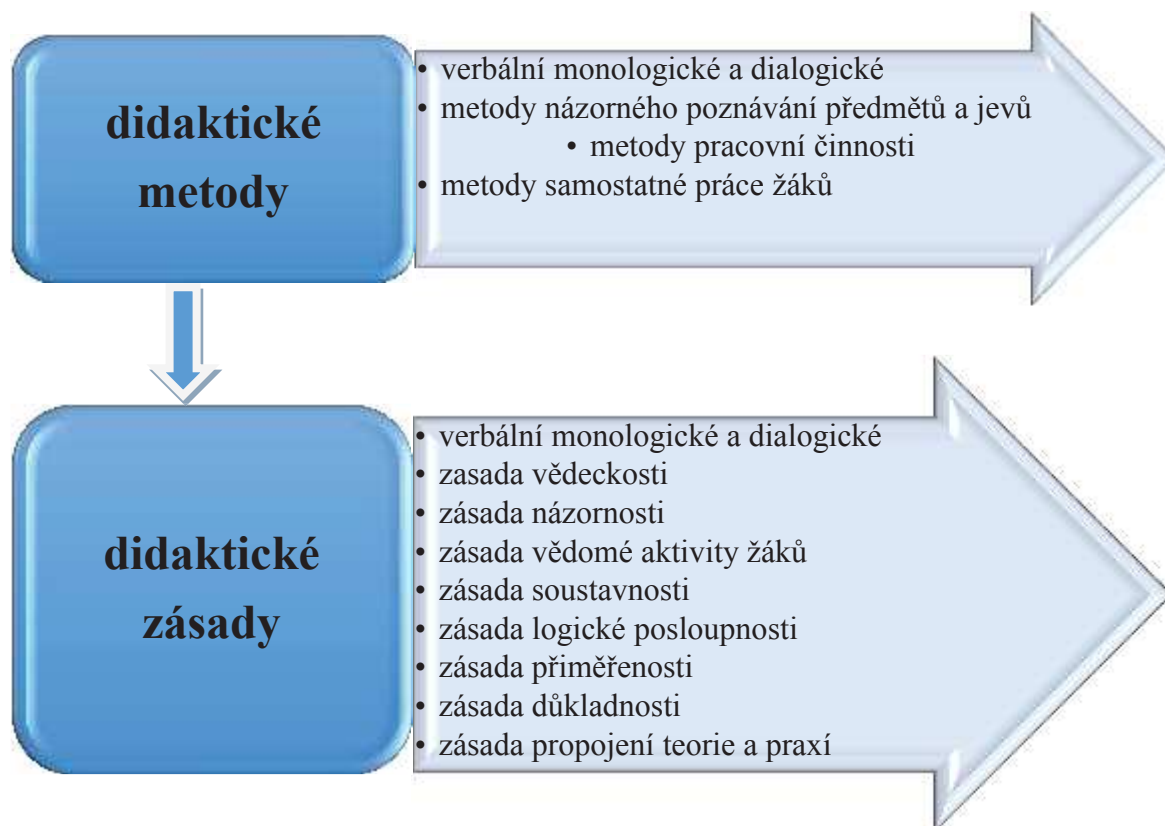 didaktické
metody
• verbální monologické a dialogické
• metody názorného poznávání předmětů a jevů
• metody pracovní činnosti
• metody samostatné práce žáků
didaktické
zásady
• verbální monologické a dialogické
• zasada vědeckosti
• zásada názornosti
• zásada vědomé aktivity žáků
• zásada soustavnosti
• zásada logické posloupnosti
• zásada přiměřenosti
• zásada důkladnosti
• zásada propojení teorie a praxí